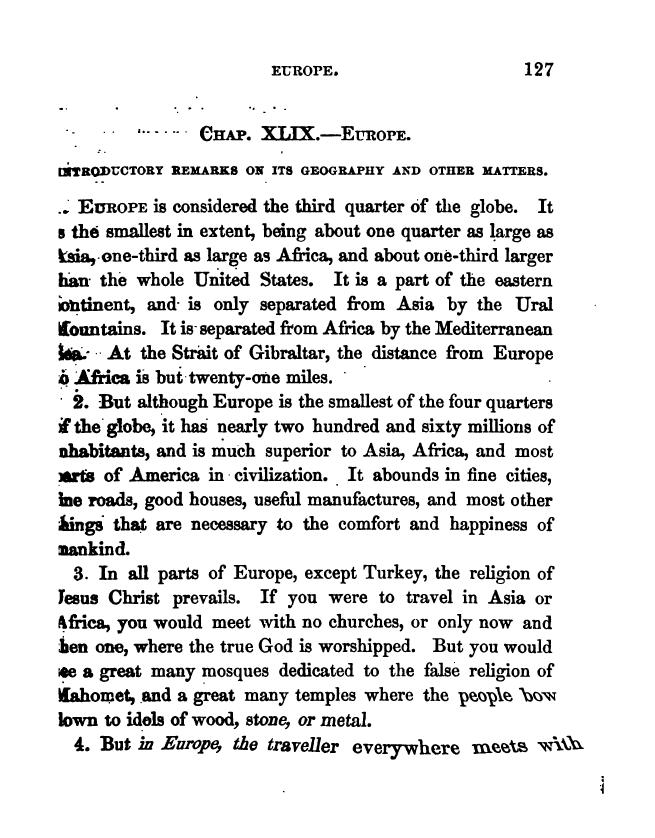 EUROPE. 127
CHAP. XLIX.—EUROPE.
INTRODUCTORY REMARKS ON ITS GEOGRAPHY AND OTHER MATTERS.
EUROPE is considered the third quarter of the globe. It
s the smallest in extent, being about one quarter as large as
Asia, one-third as large as Africa, and about one-third larger
han the whole United States. It is a part of the eastern
ontinent, and is only separated from Asia by the Ural
Mountains. It is separated from Africa by the Mediterranean
Sea. At the Strait of Gibraltar, the distance from Europe
o Africa is but twenty-one miles.
2. But although Europe is the smallest of the four quarters
of the globe, it has nearly two hundred and sixty millions of
nhabitants, and is much superior to Asia, Africa, and most
arts of America in civilization. It abounds in fine cities,
ine roads, good houses, useful manufactures, and most other
hings that are necessary to the comfort and happiness of
mankind.
3. In all parts of Europe, except Turkey, the religion of
Jesus Christ prevails. If you were to travel in Asia or
Africa, you would meet with no churches, or only now and
hen one, where the true God is worshipped. But you would
ee a great many mosques dedicated to the false religion of
Mahomet, and a great many temples where the people bow
down to idols of wood, stone, or metal.
4. But in Europe, the traveller everywhere meets with